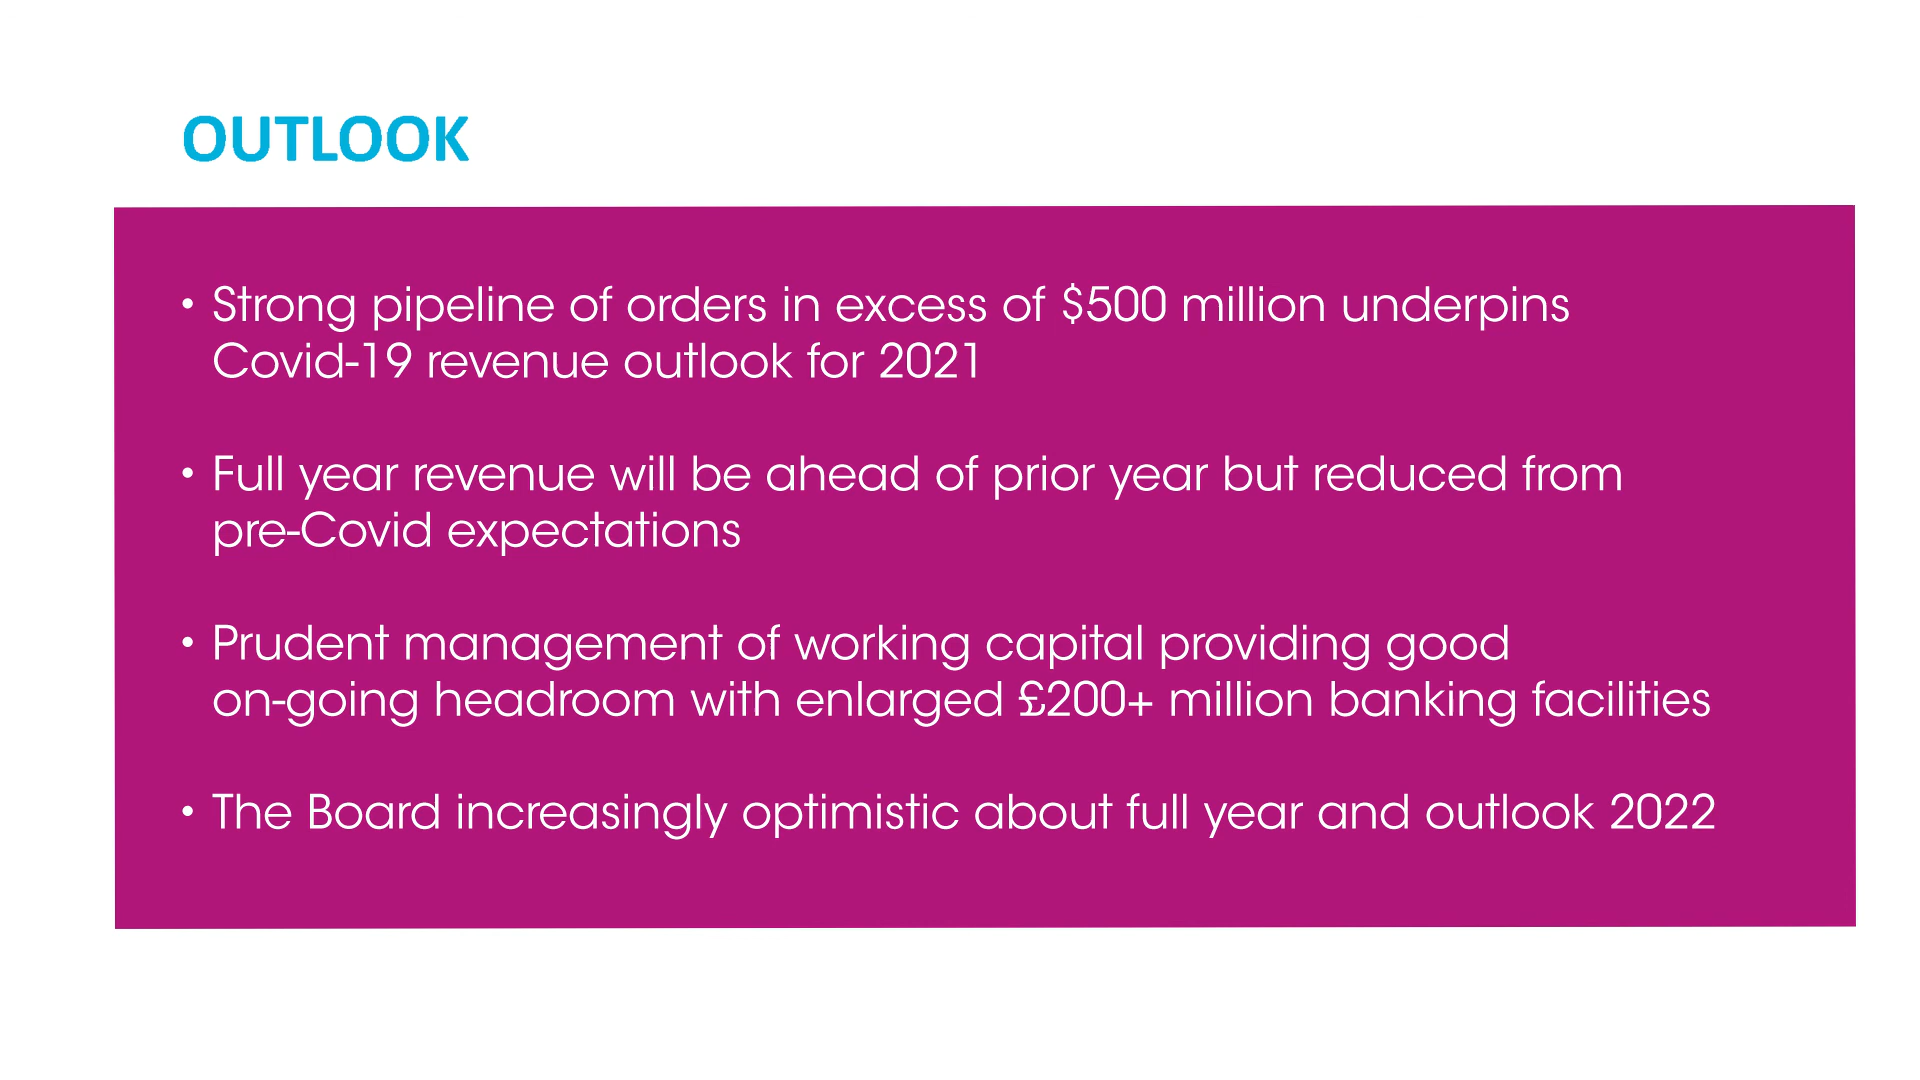 OUTLOOK
• Strong pipeline of orders in excess of $500 million underpins
Covid-19 revenue outlook for 2021
• Full year revenue will be ahead of prior year but reduced from
pre-Covid expectations
• Prudent management of working capital providing good
on-going headroom with enlarged £200+ million banking facilities
• The Board increasingly optimistic about full year and outlook 2022